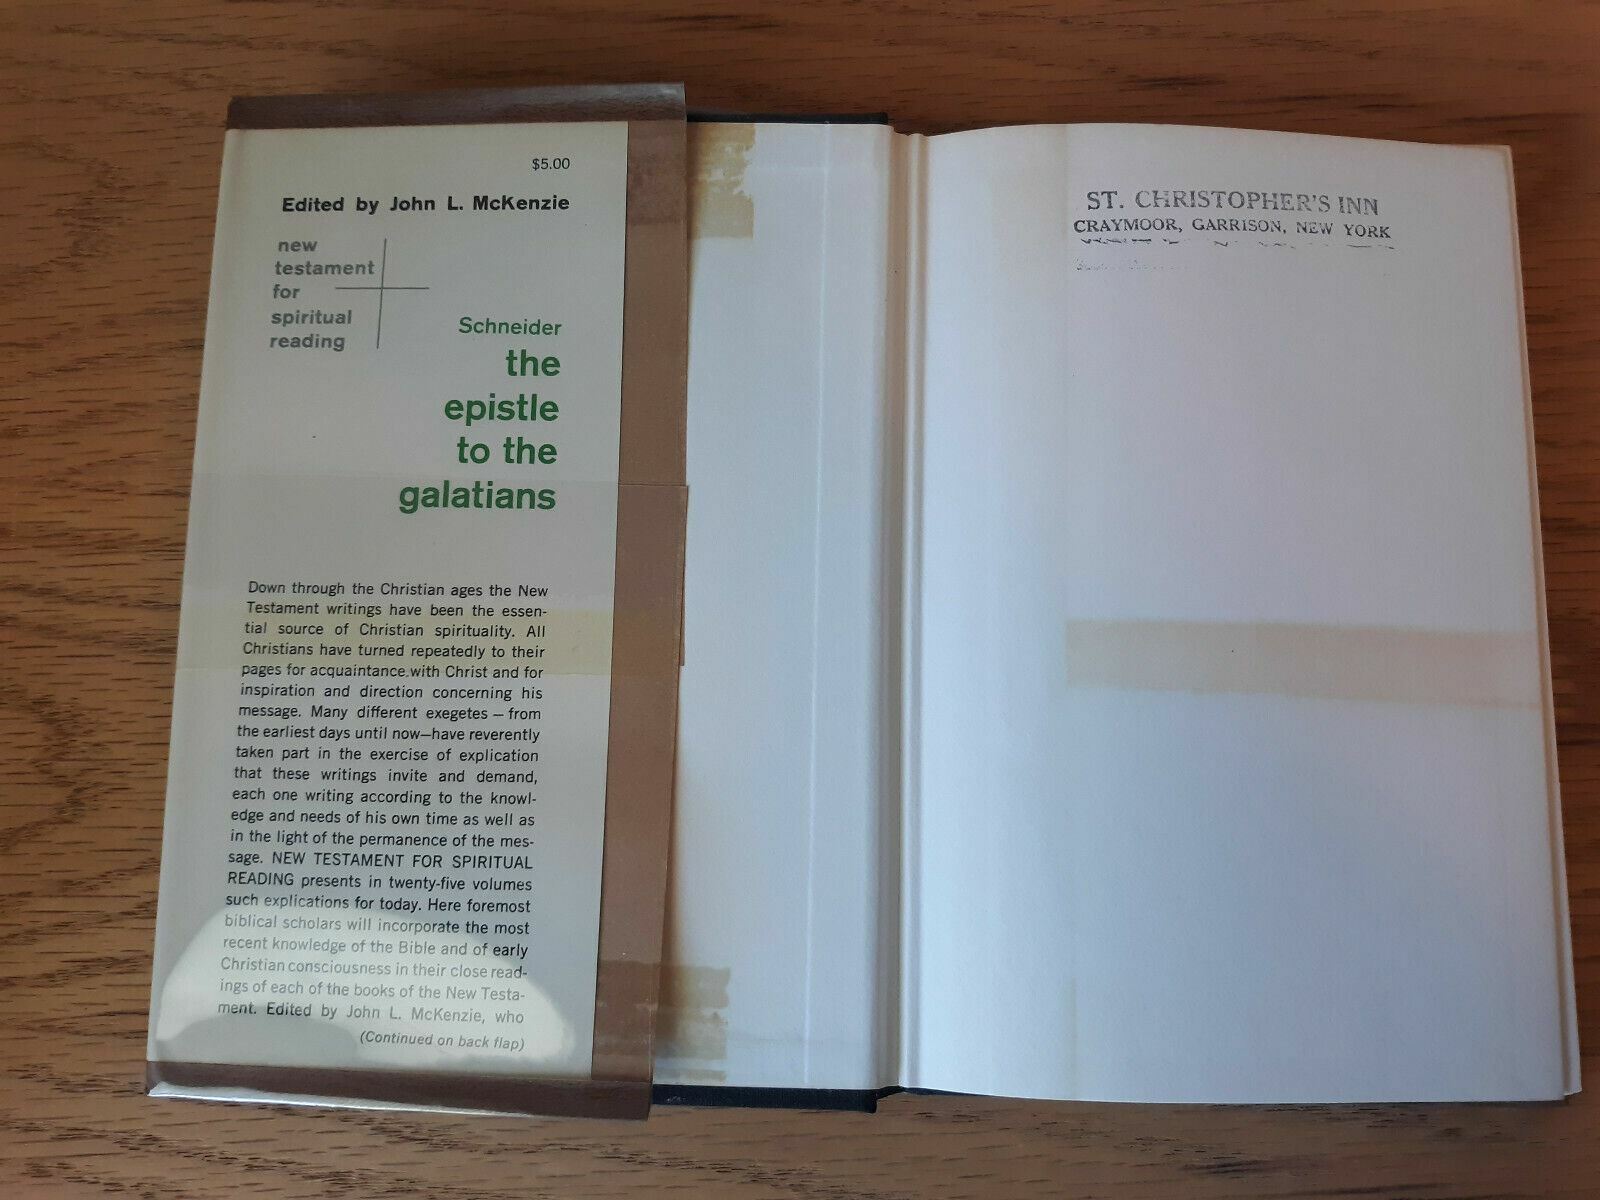 $5.00
Edited by John L. McKenzie
new
testament
for
spiritual
reading
Schneider
the
epistle
to the
galatians
Down through the Christian ages the New
Testament writings have been the essen-
tial source of Christian spirituality. All
Christians have turned repeatedly to their
pages for acquaintance with Christ and for
inspiration and direction concerning his
message. Many different exegetes — from
the earliest days until now—have reverently
taken part in the exercise of explication
that these writings invite and demand,
each one writing according to the knowl-
edge and needs of his own time as well as
in the light of the permanence of the mes-
sage. NEW TESTAMENT FOR SPIRITUAL
READING presents in twenty-five volumes
such explications for today. Here foremost
biblical scholars will incorporate the most
recent knowledge of the Bible and of early
Christian consciousness in their close read-
ings of each of the books of the New Testa-
ment. Edited by John L. McKenzie, who
(Continued on back flap)
ST. CHRISTOPHER'S INN
CRAYMOOR, GARRISON, NEW YORK